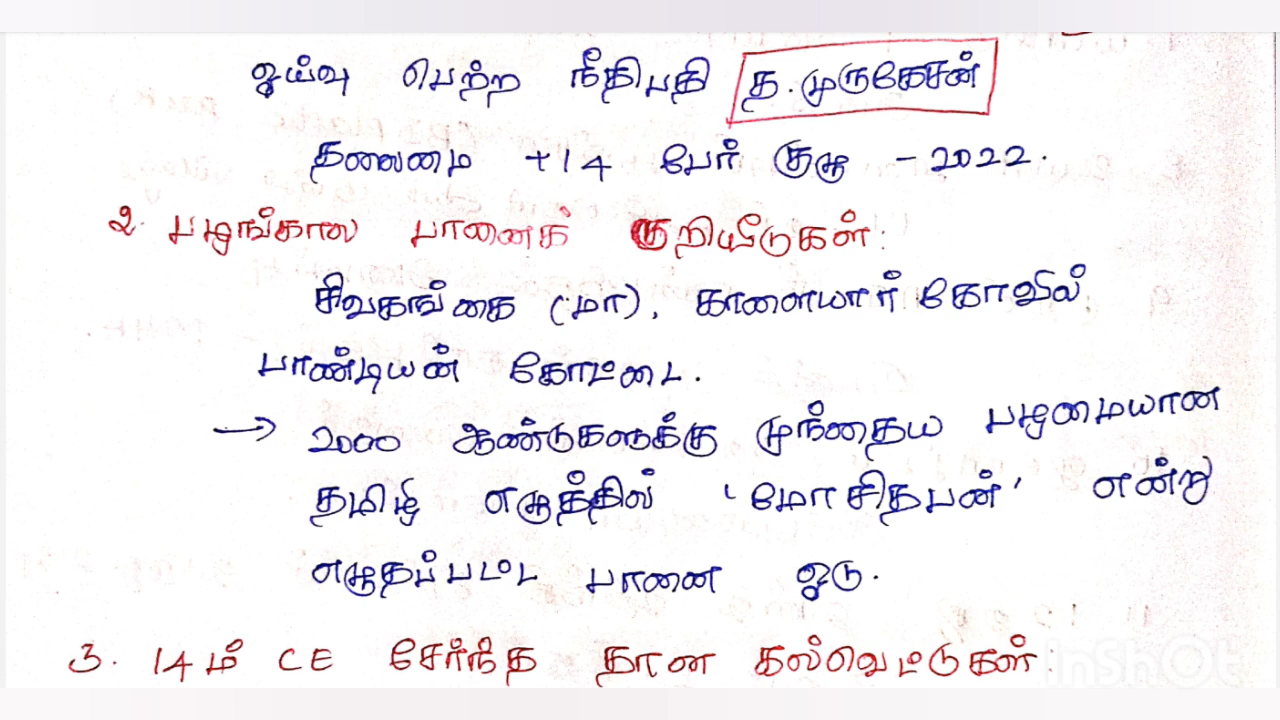 ஓய்வு பெற்ற நீதிபதி த.முருகேசன்
தலைமை +14 பேர் குழு - 2022.
2. பழங்கால பானைக் குறியீடுகள்:
சிவகங்கை (மா), காளையார் கோவில்,
பாண்டியன் கோட்டை.
→ 2000 ஆண்டுகளுக்கு முந்தைய பழமையான
தமிழ் எழுத்தில் 'மோசிதபன்' என்று
எழுதப்பட்ட பானை ஓடு.
3. 14ம் CE சேர்ந்த தான கல்வெட்டுகள்:
InShOt